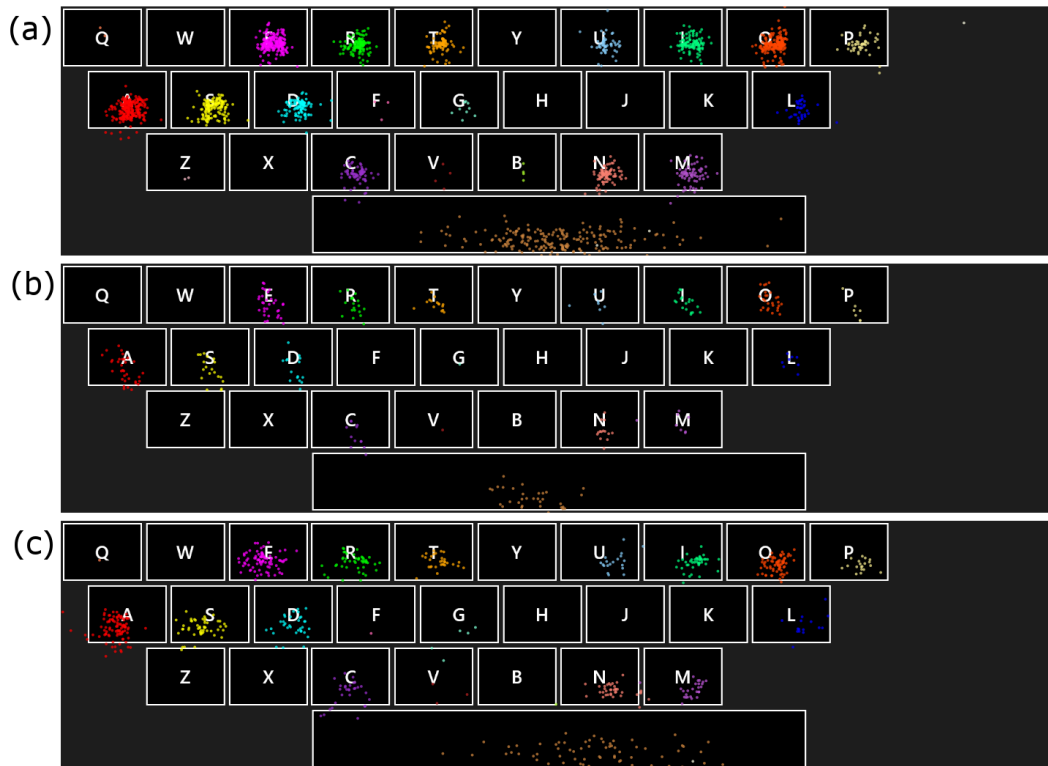 (a)
Q W E R T Y U I O P
A S D F G H J K L
Z X C V B N M
(b)
Q W E R T Y U I O P
A S D F G H J K L
Z X C V B N M
(c)
Q W E R T Y U I O P
A S D F G H J K L
Z X C V B N M